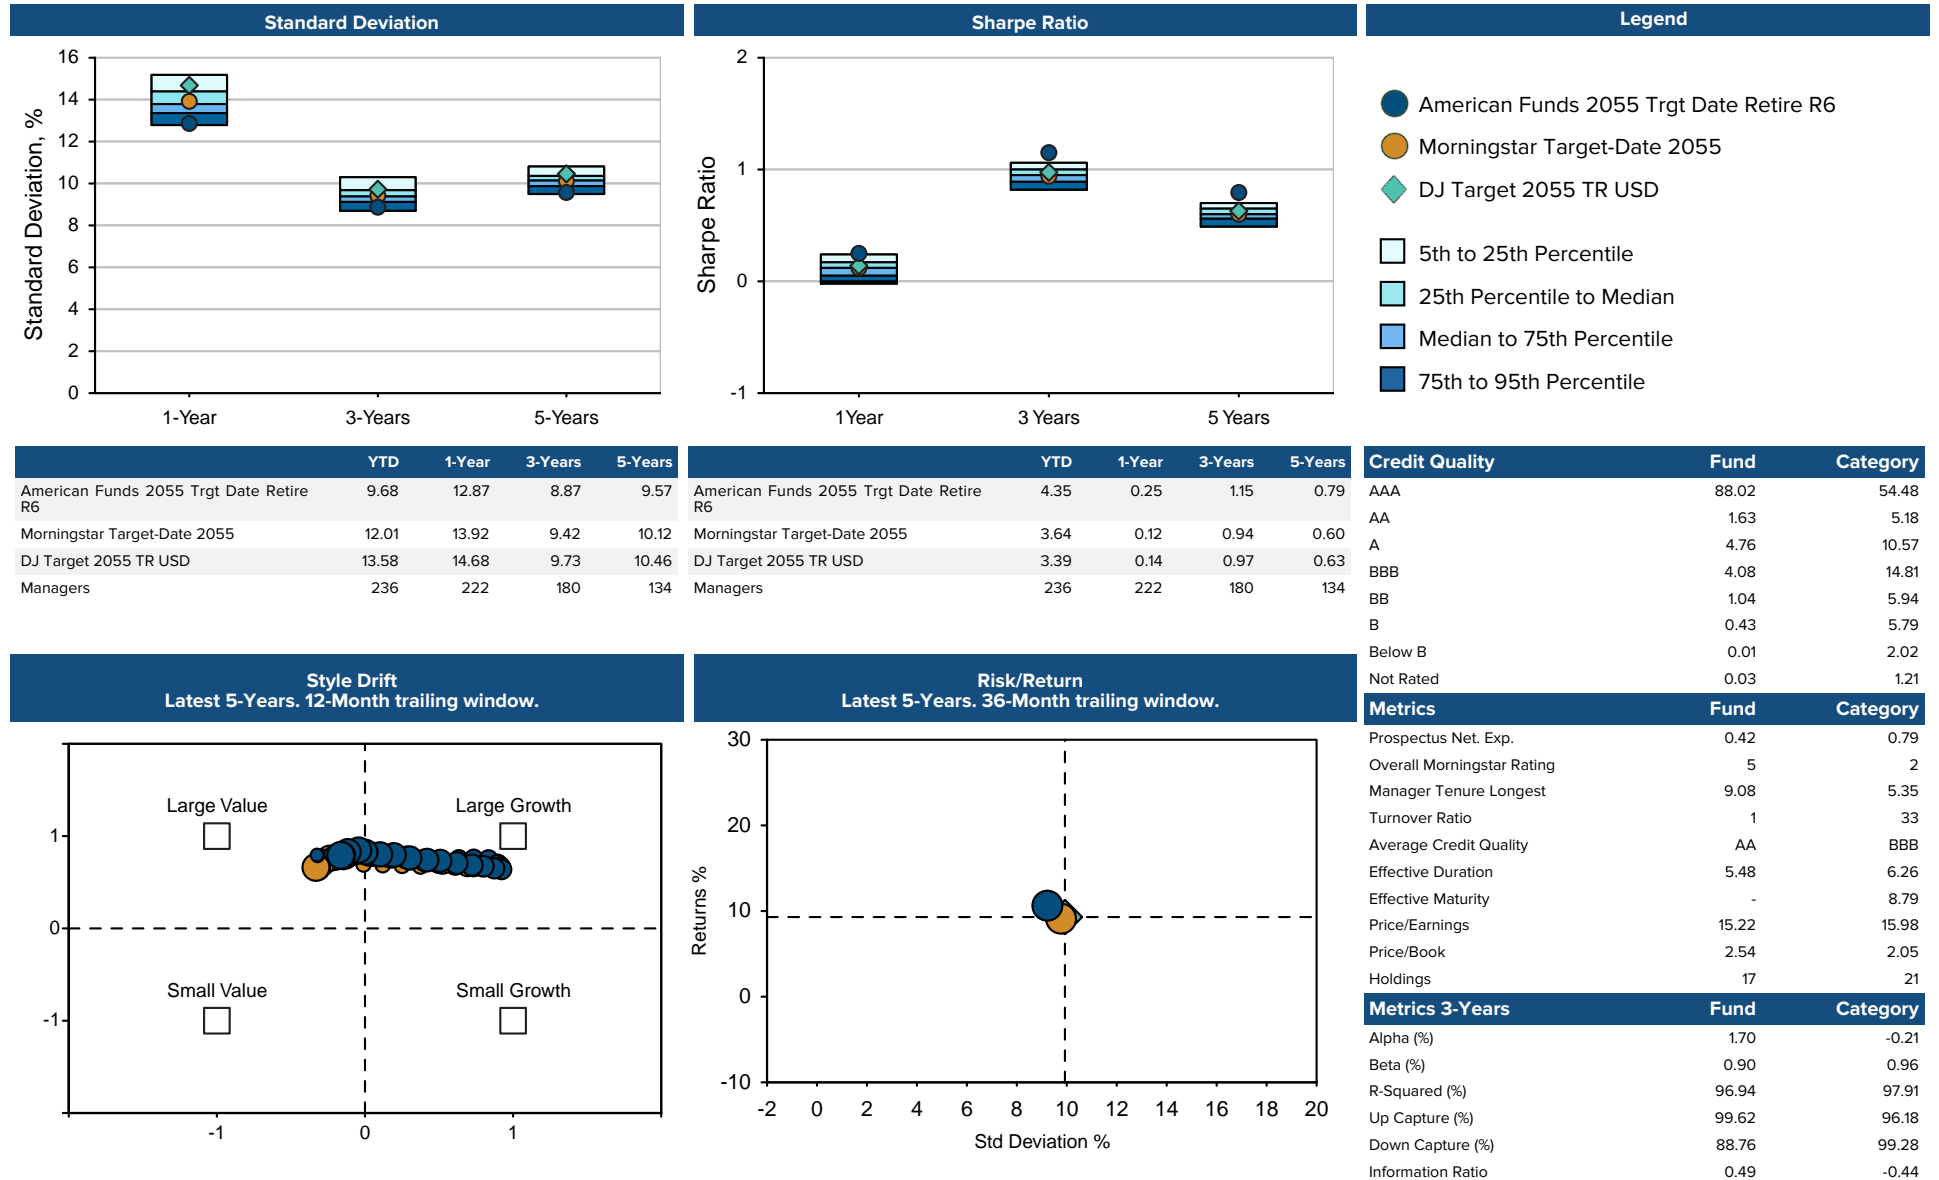 Standard Deviation
Sharpe Ratio
Legend
16
14
12
10
8
6
4
2
0
Standard Deviation, %
1-Year
3-Years
5-Years
2
1
0
-1
Sharpe Ratio
1Year
3 Years
5 Years
American Funds 2055 Trgt Date Retire R6
Morningstar Target-Date 2055
DJ Target 2055 TR USD
5th to 25th Percentile
25th Percentile to Median
Median to 75th Percentile
75th to 95th Percentile
YTD 1-Year 3-Years 5-Years
American Funds 2055 Trgt Date Retire 9.68 12.87 8.87 9.57
R6
Morningstar Target-Date 2055 12.01 13.92 9.42 10.12
DJ Target 2055 TR USD 13.58 14.68 9.73 10.46
Managers 236 222 180 134
YTD 1-Year 3-Years 5-Years
American Funds 2055 Trgt Date Retire 4.35 0.25 1.15 0.79
R6
Morningstar Target-Date 2055 3.64 0.12 0.94 0.60
DJ Target 2055 TR USD 3.39 0.14 0.97 0.63
Managers 236 222 180 134
Credit Quality Fund Category
AAA 88.02 54.48
AA 1.63 5.18
A 4.76 10.57
BBB 4.08 14.81
BB 1.04 5.94
B 0.43 5.79
Below B 0.01 2.02
Not Rated 0.03 1.21
Metrics Fund Category
Prospectus Net. Exp. 0.42 0.79
Overall Morningstar Rating 5 2
Manager Tenure Longest 9.08 5.35
Turnover Ratio 1 33
Average Credit Quality AA BBB
Effective Duration 5.48 6.26
Effective Maturity - 8.79
Price/Earnings 15.22 15.98
Price/Book 2.54 2.05
Holdings 17 21
Metrics 3-Years Fund Category
Alpha (%) 1.70 -0.21
Beta (%) 0.90 0.96
R-Squared (%) 96.94 97.91
Up Capture (%) 99.62 96.18
Down Capture (%) 88.76 99.28
Information Ratio 0.49 -0.44
Style Drift
Latest 5-Years. 12-Month trailing window.
Large Value
Large Growth
1
0
Small Value
Small Growth
-1
-1 0 1
Risk/Return
Latest 5-Years. 36-Month trailing window.
30
20
10
0
-10
Returns %
-2 0 2 4 6 8 10 12 14 16 18 20
Std Deviation %